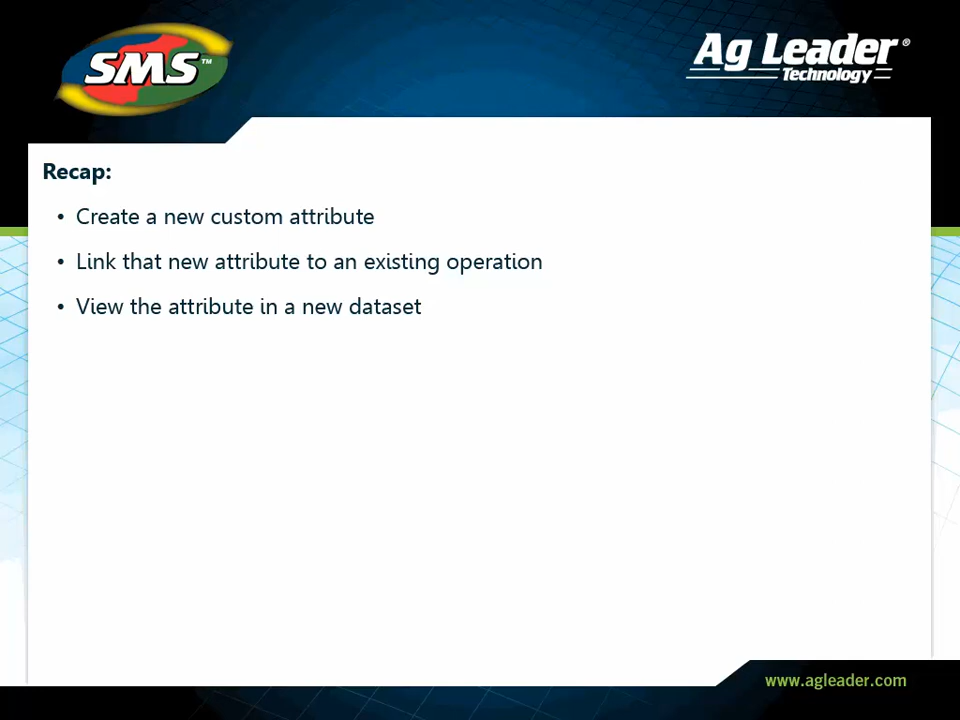 SMS™
Ag Leader®
Technology
Recap:
• Create a new custom attribute
• Link that new attribute to an existing operation
• View the attribute in a new dataset
www.agleader.com